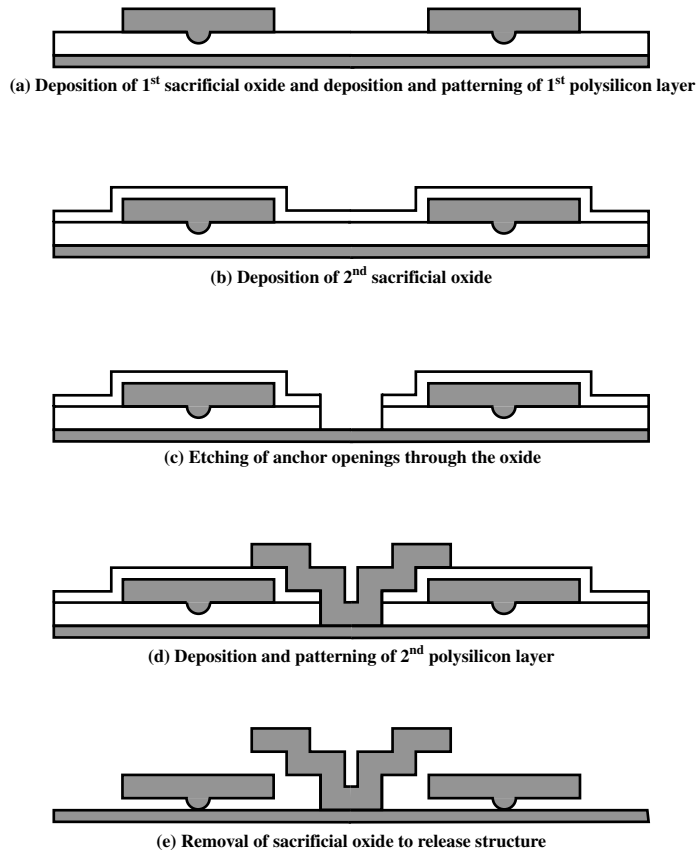 (a) Deposition of 1st sacrificial oxide and deposition and patterning of 1st polysilicon layer
(b) Deposition of 2nd sacrificial oxide
(c) Etching of anchor openings through the oxide
(d) Deposition and patterning of 2nd polysilicon layer
(e) Removal of sacrificial oxide to release structure